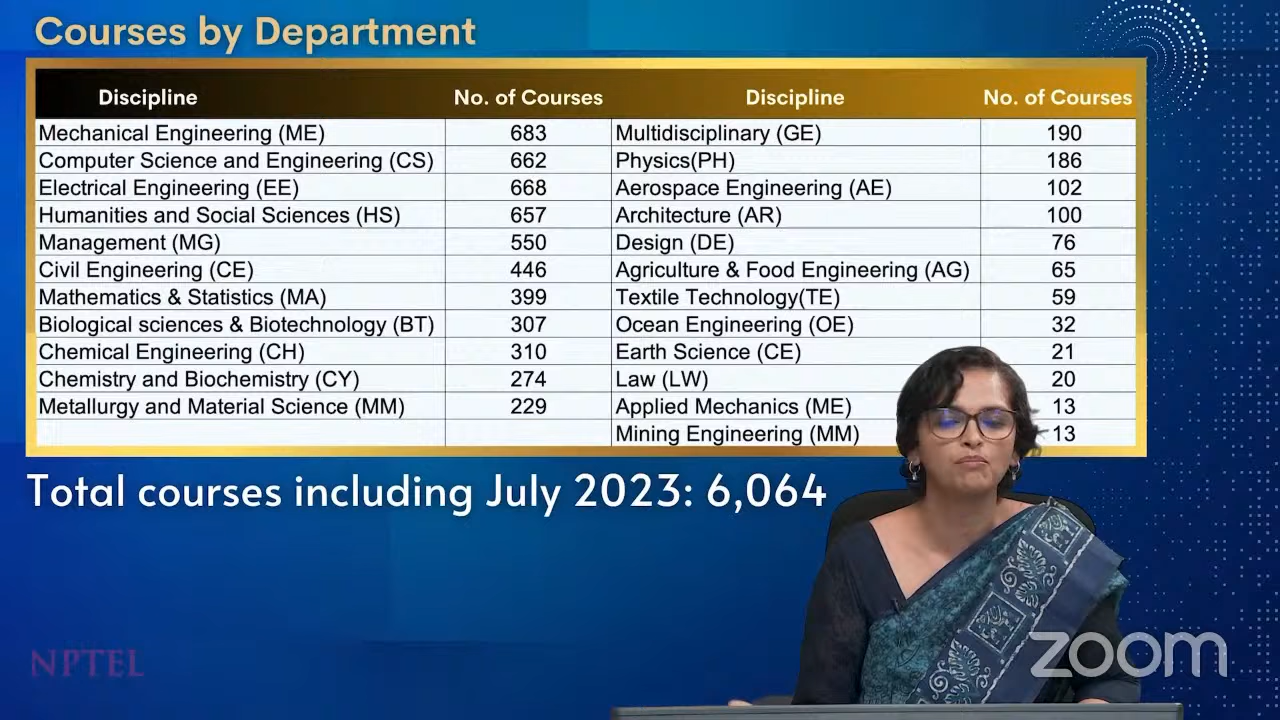 Courses by Department
Discipline No. of Courses Discipline No. of Courses
Mechanical Engineering (ME) 683 Multidisciplinary (GE) 190
Computer Science and Engineering (CS) 662 Physics(PH) 186
Electrical Engineering (EE) 668 Aerospace Engineering (AE) 102
Humanities and Social Sciences (HS) 657 Architecture (AR) 100
Management (MG) 550 Design (DE) 76
Civil Engineering (CE) 446 Agriculture & Food Engineering (AG) 65
Mathematics & Statistics (MA) 399 Textile Technology(TE) 59
Biological sciences & Biotechnology (BT) 307 Ocean Engineering (OE) 32
Chemical Engineering (CH) 310 Earth Science (CE) 21
Chemistry and Biochemistry (CY) 274 Law (LW) 20
Metallurgy and Material Science (MM) 229 Applied Mechanics (ME) 13
Mining Engineering (MM) 13
Total courses including July 2023: 6,064
NPTEL
zoom